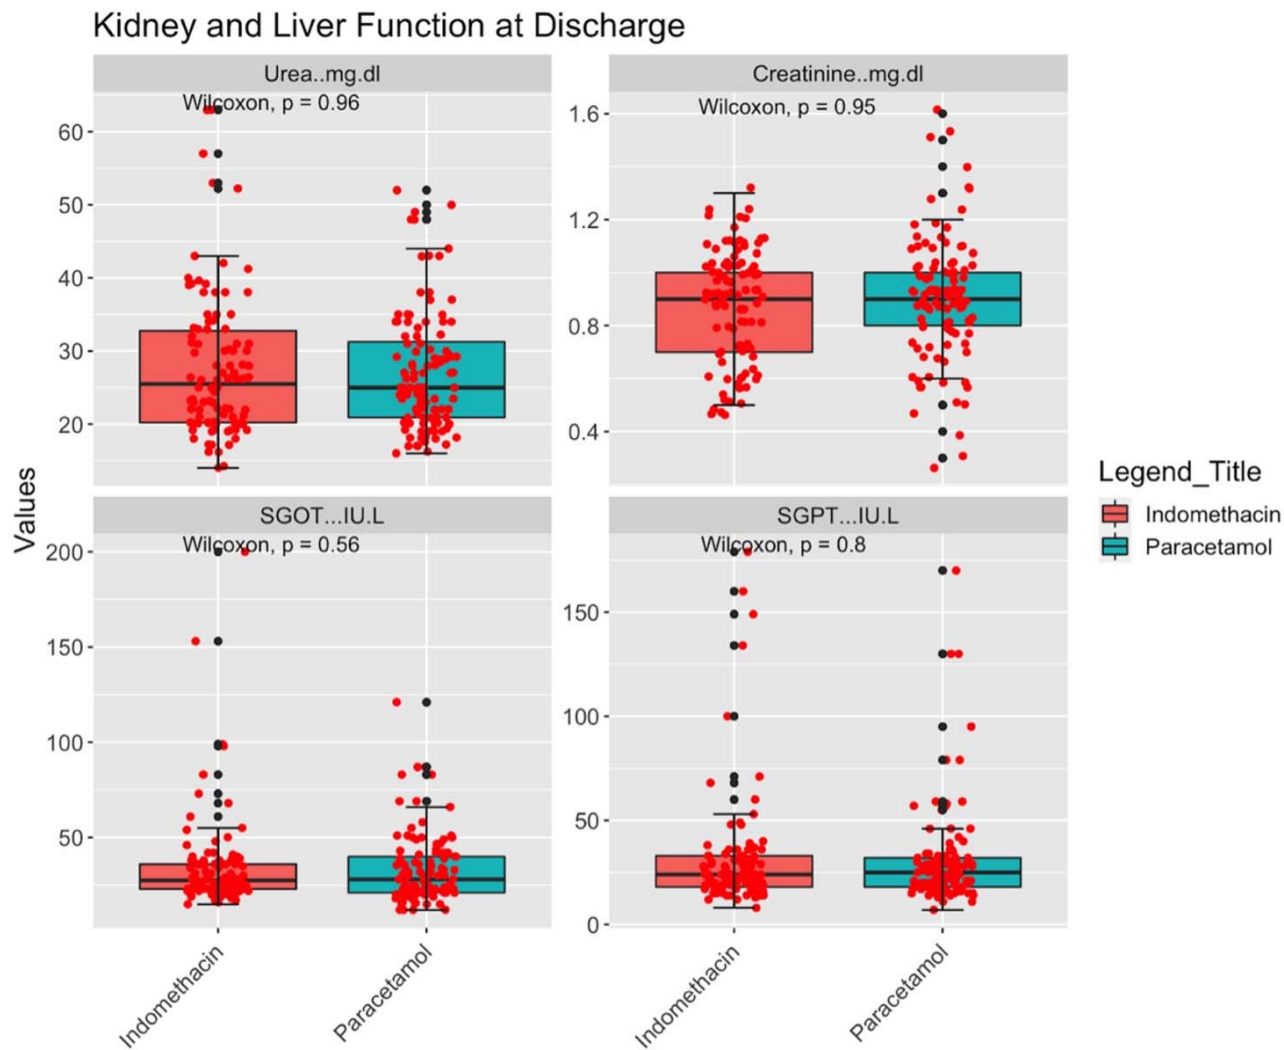 Kidney and Liver Function at Discharge
Urea..mg.dl
Wilcoxon, p = 0.96
60
50
40
30
20
Creatinine..mg.dl
Wilcoxon, p = 0.95
1.6
1.2
0.8
0.4
Values
SGOT...IU.L
Wilcoxon, p = 0.56
200
150
100
50
SGPT...IU.L
Wilcoxon, p = 0.8
150
100
50
0
Indomethacin
Paracetamol
Indomethacin
Paracetamol
Legend_Title
Indomethacin
Paracetamol